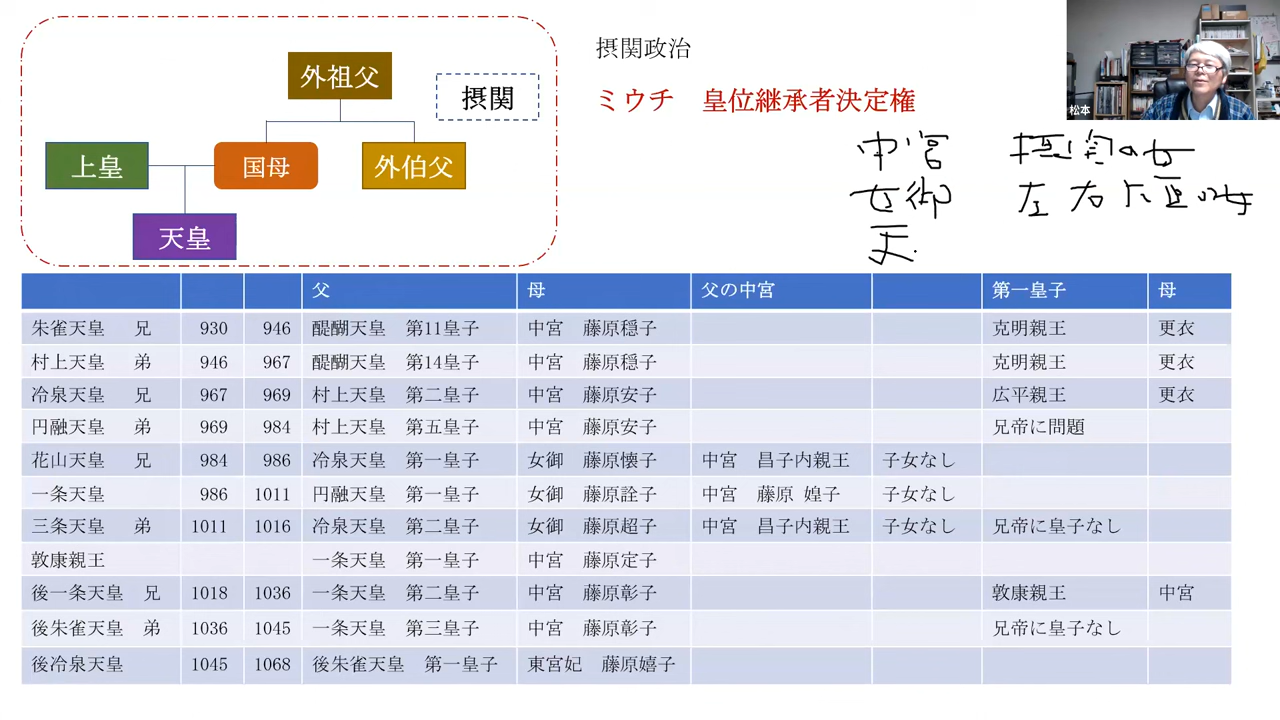 摂関政治
ミウチ 皇位継承者決定権
外祖父
摂関
上皇
国母
外伯父
天皇
松本
中宮 摂関の女
女御 左右大臣の女
天
父 母 父の中宮 第一皇子 母
朱雀天皇 兄 930 946 醍醐天皇 第11皇子 中宮 藤原穏子 克明親王 更衣
村上天皇 弟 946 967 醍醐天皇 第14皇子 中宮 藤原穏子 克明親王 更衣
冷泉天皇 兄 967 969 村上天皇 第二皇子 中宮 藤原安子 広平親王 更衣
円融天皇 弟 969 984 村上天皇 第五皇子 中宮 藤原安子 兄帝に問題
花山天皇 兄 984 986 冷泉天皇 第一皇子 女御 藤原懐子 中宮 昌子内親王 子女なし
一条天皇 986 1011 円融天皇 第一皇子 女御 藤原詮子 中宮 藤原 媓子 子女なし
三条天皇 弟 1011 1016 冷泉天皇 第二皇子 女御 藤原超子 中宮 昌子内親王 子女なし 兄帝に皇子なし
敦康親王 一条天皇 第一皇子 中宮 藤原定子
後一条天皇 兄 1018 1036 一条天皇 第二皇子 中宮 藤原彰子 敦康親王 中宮
後朱雀天皇 弟 1036 1045 一条天皇 第三皇子 中宮 藤原彰子 兄帝に皇子なし
後冷泉天皇 1045 1068 後朱雀天皇 第一皇子 東宮妃 藤原嬉子